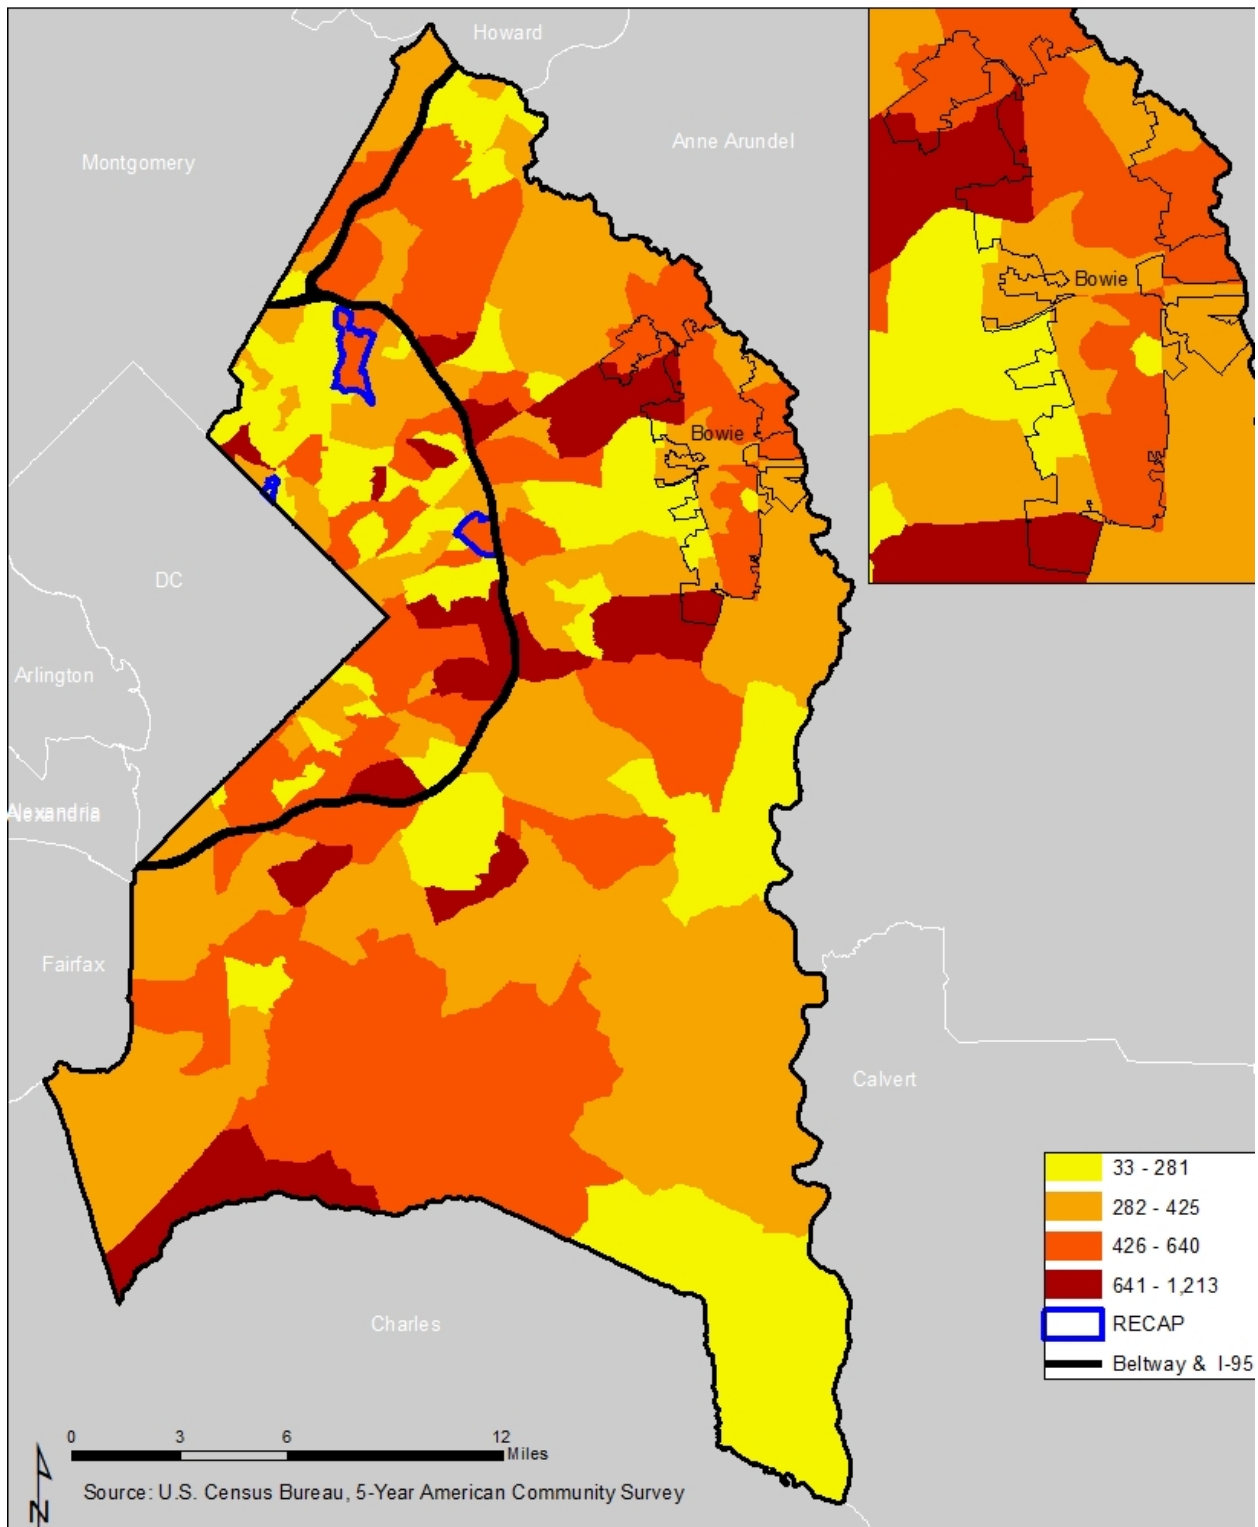 Howard
Montgomery
Anne Arundel
Bowie
Bowie
DC
Arlington
Alexandria
Fairfax
Calvert
Charles
33 - 281
282 - 425
426 - 640
641 - 1,213
RECAP
Beltway & I-95
0 3 6 12
Miles
N
Source: U.S. Census Bureau, 5-Year American Community Survey